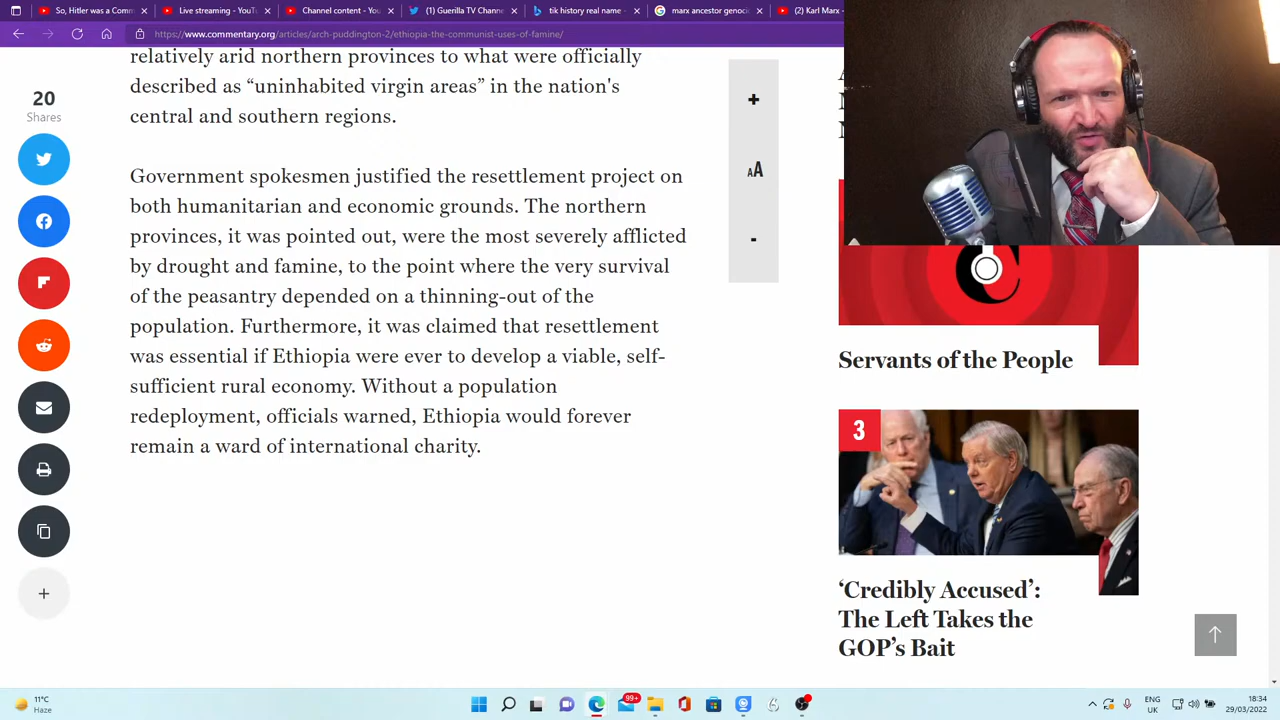 So, Hitler was a Comm
Live streaming - YouTu
Channel content - You
(1) Guerilla TV Channe
tik history real name -
marx ancestor genoci
(2) Karl Marx
https://www.commentary.org/articles/arch-puddington-2/ethiopia-the-communist-uses-of-famine/
relatively arid northern provinces to what were officially
described as “uninhabited virgin areas” in the nation's
central and southern regions.
20
Shares
Government spokesmen justified the resettlement project on
both humanitarian and economic grounds. The northern
provinces, it was pointed out, were the most severely afflicted
by drought and famine, to the point where the very survival
of the peasantry depended on a thinning-out of the
population. Furthermore, it was claimed that resettlement
was essential if Ethiopia were ever to develop a viable, self-
sufficient rural economy. Without a population
redeployment, officials warned, Ethiopia would forever
remain a ward of international charity.
+
AA
-
Servants of the People
3
‘Credibly Accused’:
The Left Takes the
GOP’s Bait
11°C
Haze
99+
ENG
UK
18:34
29/03/2022